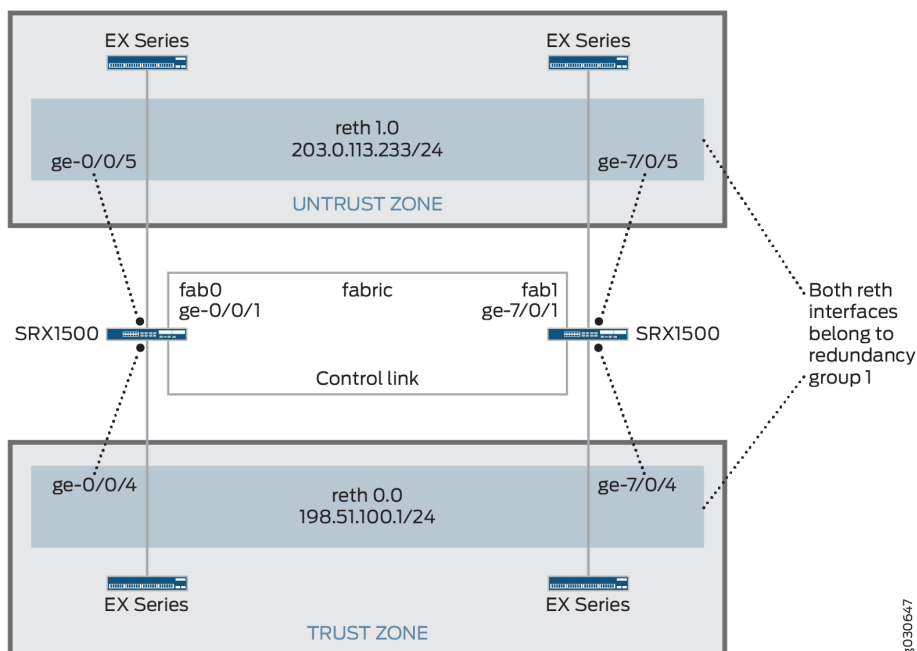 EX Series
EX Series
reth 1.0
203.0.113.233/24
ge-0/0/5
ge-7/0/5
UNTRUST ZONE
fab0
ge-0/0/1
fabric
fab1
ge-7/0/1
SRX1500
SRX1500
Control link
Both reth
interfaces
belong to
redundancy
group 1
ge-0/0/4
ge-7/0/4
reth 0.0
198.51.100.1/24
EX Series
EX Series
TRUST ZONE
g030647